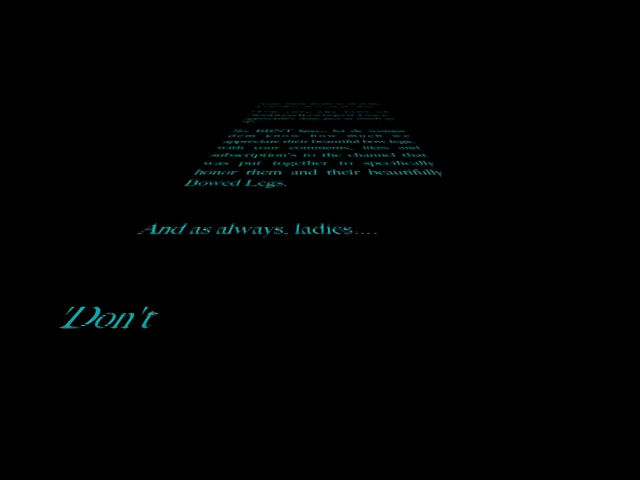 So, BBNT fans, let de women
dem know how much we
appreciate their beautiful bow legs,
with your comments, likes and
subscription's to the channel that
was put together to specifically
honor them and their beautifully
Bowed Legs.
And as always, ladies....
'Don't